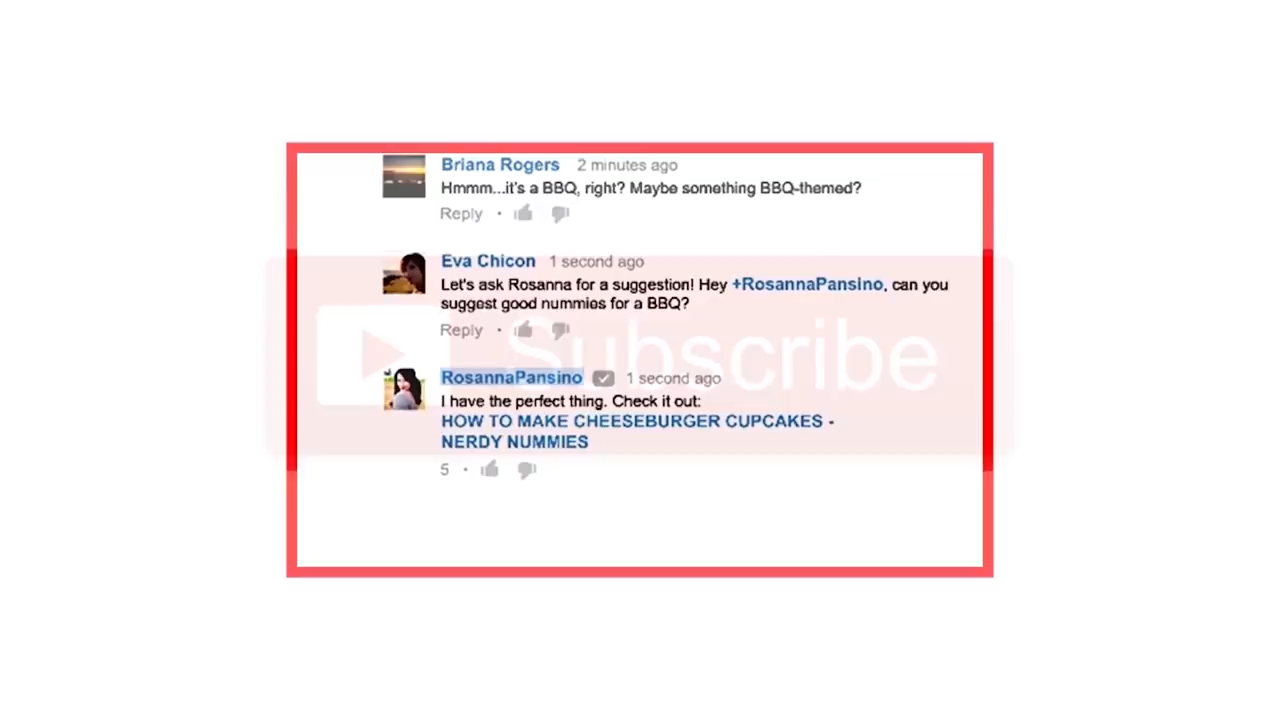 Briana Rogers 2 minutes ago
Hmmm...it's a BBQ, right? Maybe something BBQ-themed?
Reply •
Eva Chicon 1 second ago
Let's ask Rosanna for a suggestion! Hey +RosannaPansino, can you
suggest good nummies for a BBQ?
Reply •
Subscribe
RosannaPansino 1 second ago
I have the perfect thing. Check it out:
HOW TO MAKE CHEESEBURGER CUPCAKES -
NERDY NUMMIES
5 •